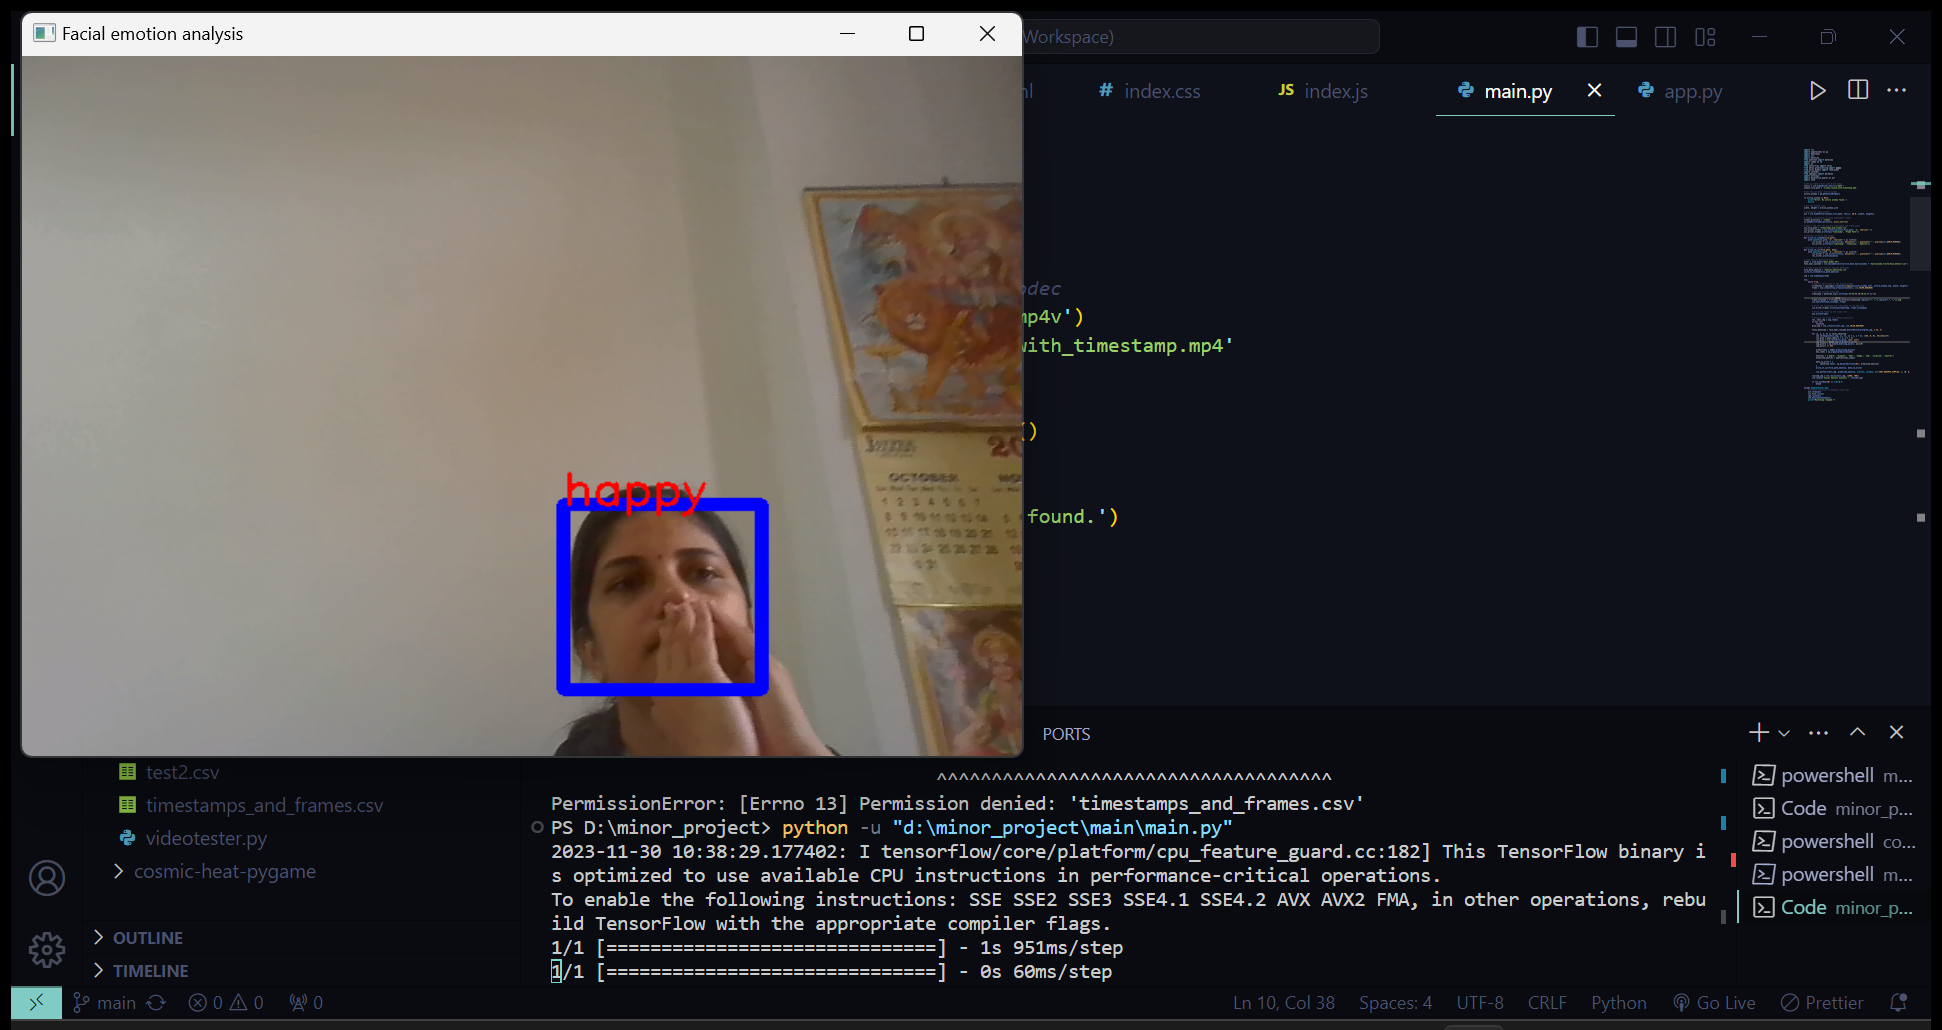 Facial emotion analysis
Workspace)
index.css
JS index.js
main.py
app.py
mp4v')
with_timestamp.mp4'
()
found.')
happy
OCTOBER
PORTS
test2.csv
timestamps_and_frames.csv
videotester.py
cosmic-heat-pygame
OUTLINE
TIMELINE
^^^^^^^^^^^^^^^^^^^^^^^^^^^^^^^^^^^^
PermissionError: [Errno 13] Permission denied: 'timestamps_and_frames.csv'
PS D:\minor_project> python -u "d:\minor_project\main\main.py"
2023-11-30 10:38:29.177402: I tensorflow/core/platform/cpu_feature_guard.cc:182] This TensorFlow binary i
s optimized to use available CPU instructions in performance-critical operations.
To enable the following instructions: SSE SSE2 SSE3 SSE4.1 SSE4.2 AVX AVX2 FMA, in other operations, rebu
ild TensorFlow with the appropriate compiler flags.
1/1 [==============================] - 1s 951ms/step
1/1 [==============================] - 0s 60ms/step
powershell m...
Code minor_p...
powershell co...
powershell m...
Code minor_p...
main 0 0 0
Ln 10, Col 38 Spaces: 4 UTF-8 CRLF Python Go Live Prettier